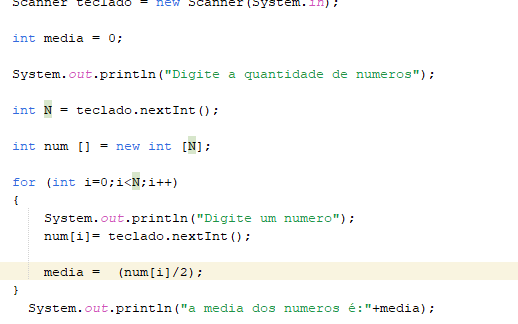 Scanner teclado = new Scanner(System.in);
int media = 0;
System.out.println("Digite a quantidade de numeros");
int N = teclado.nextInt();
int num [] = new int [N];
for (int i=0;i<N;i++)
{
System.out.println("Digite um numero");
num[i]= teclado.nextInt();
media =  (num[i]/2);
}
System.out.println("a media dos numeros é:"+media);